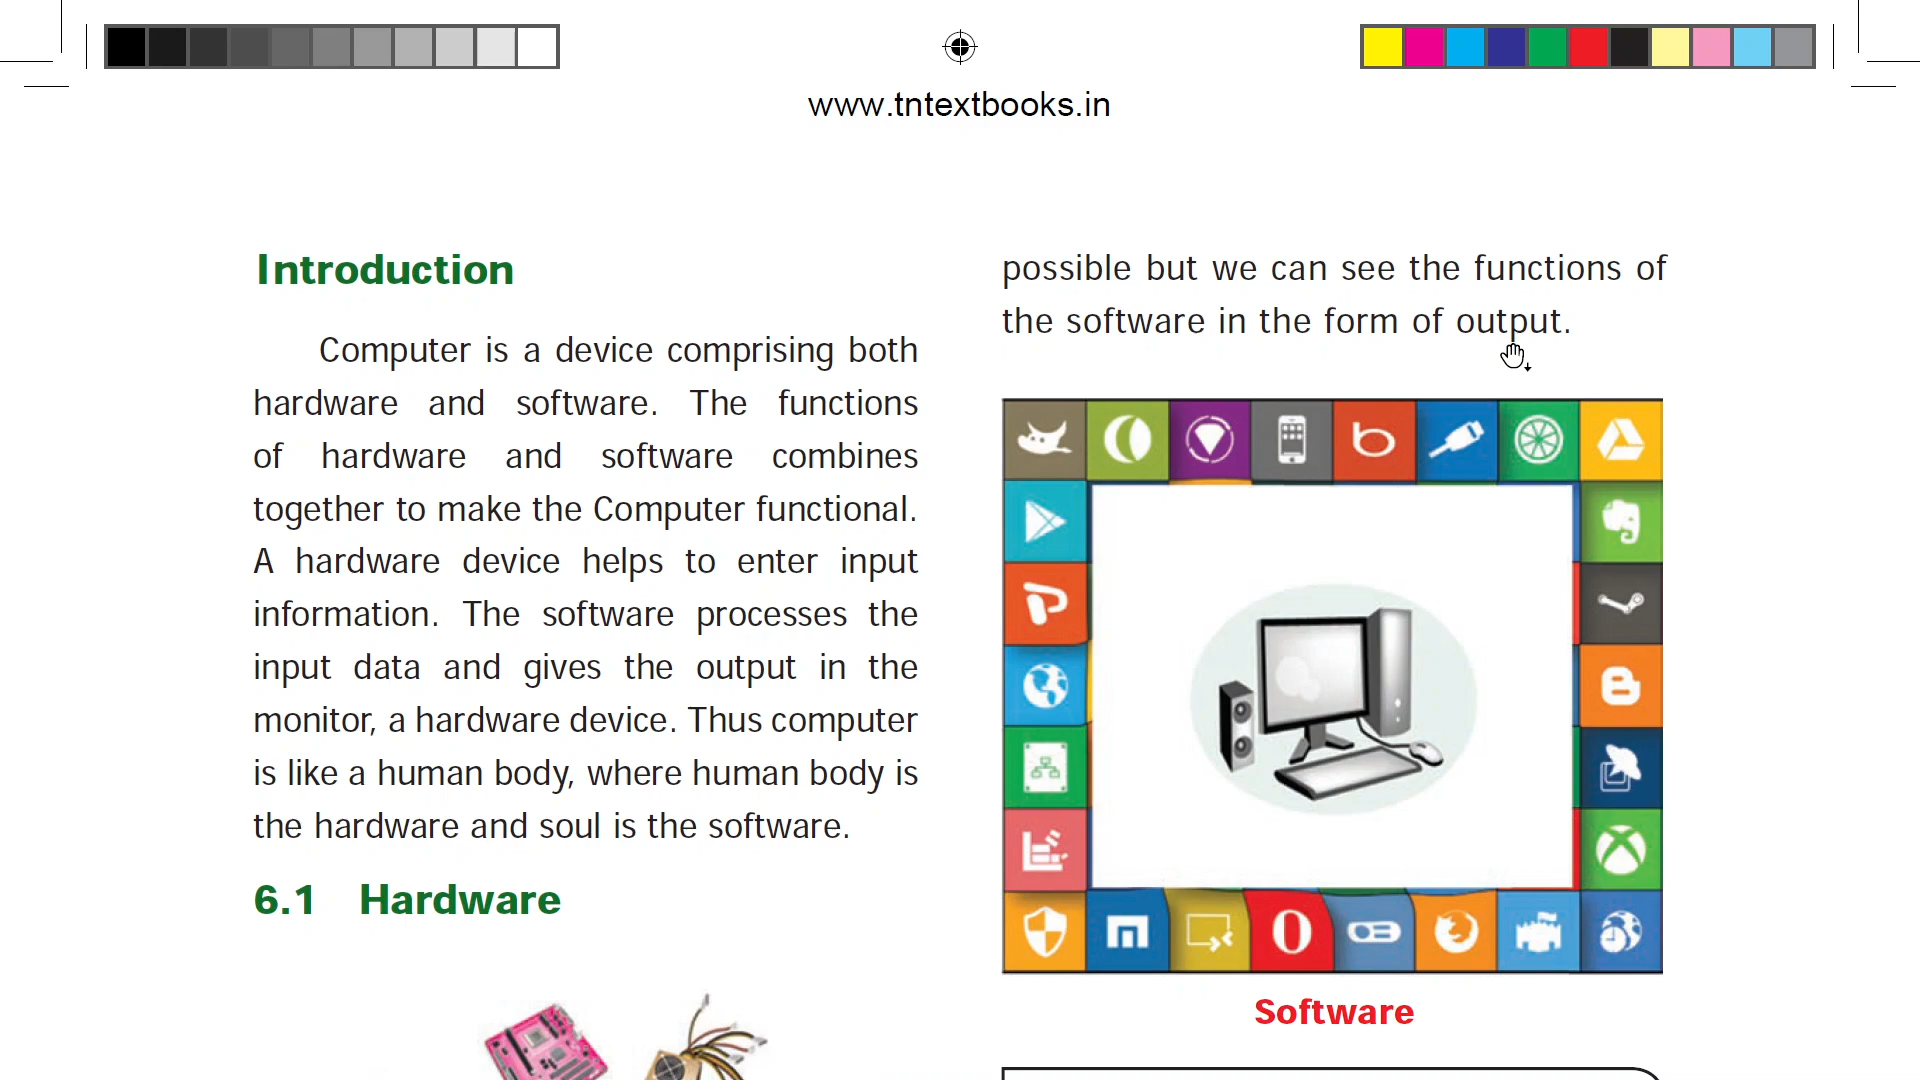 www.tntextbooks.in
Introduction
Computer is a device comprising both
hardware and software. The functions
of hardware and software combines
together to make the Computer functional.
A hardware device helps to enter input
information. The software processes the
input data and gives the output in the
monitor, a hardware device. Thus computer
is like a human body, where human body is
the hardware and soul is the software.
6.1 Hardware
possible but we can see the functions of
the software in the form of output.
Software